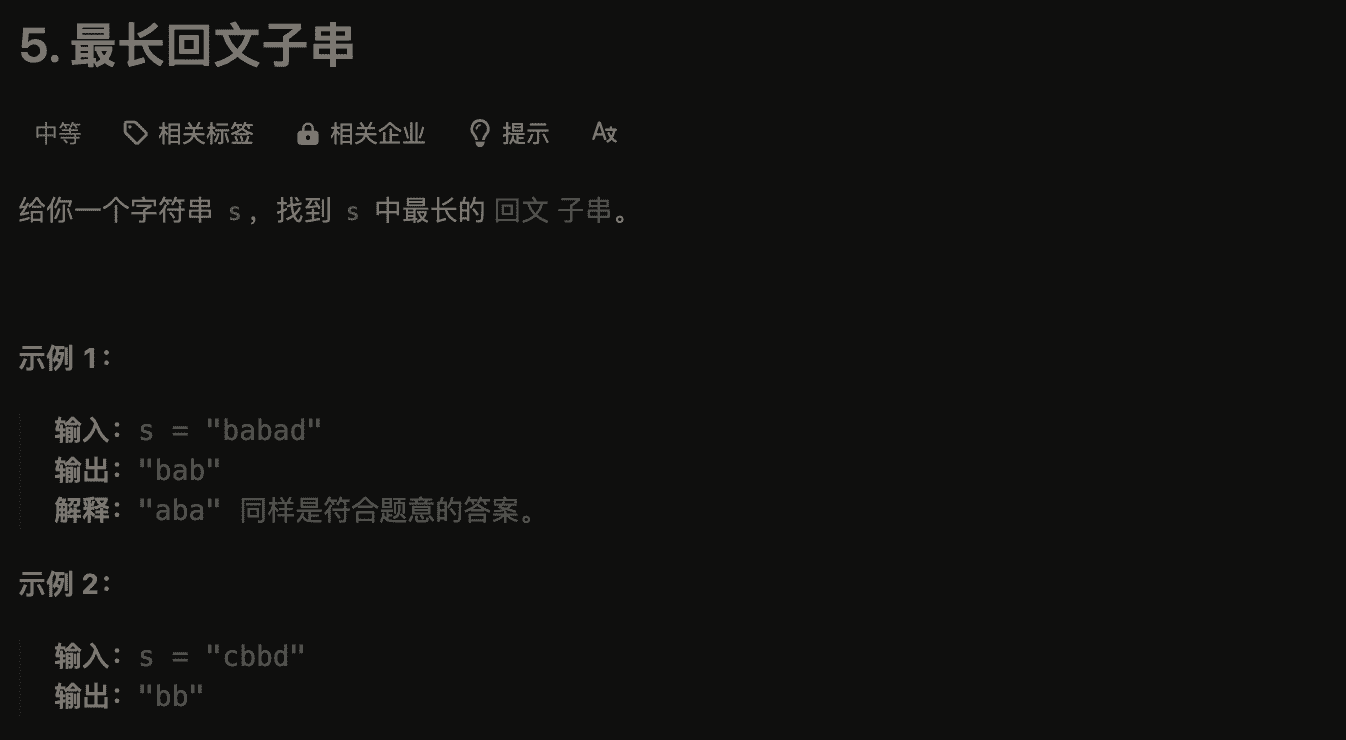 5. 最长回文子串
中等 相关标签 相关企业 提示 A文
给你一个字符串 s，找到 s 中最长的 回文 子串。
示例 1：
输入：s = "babad"
输出："bab"
解释："aba" 同样是符合题意的答案。
示例 2：
输入：s = "cbbd"
输出："bb"